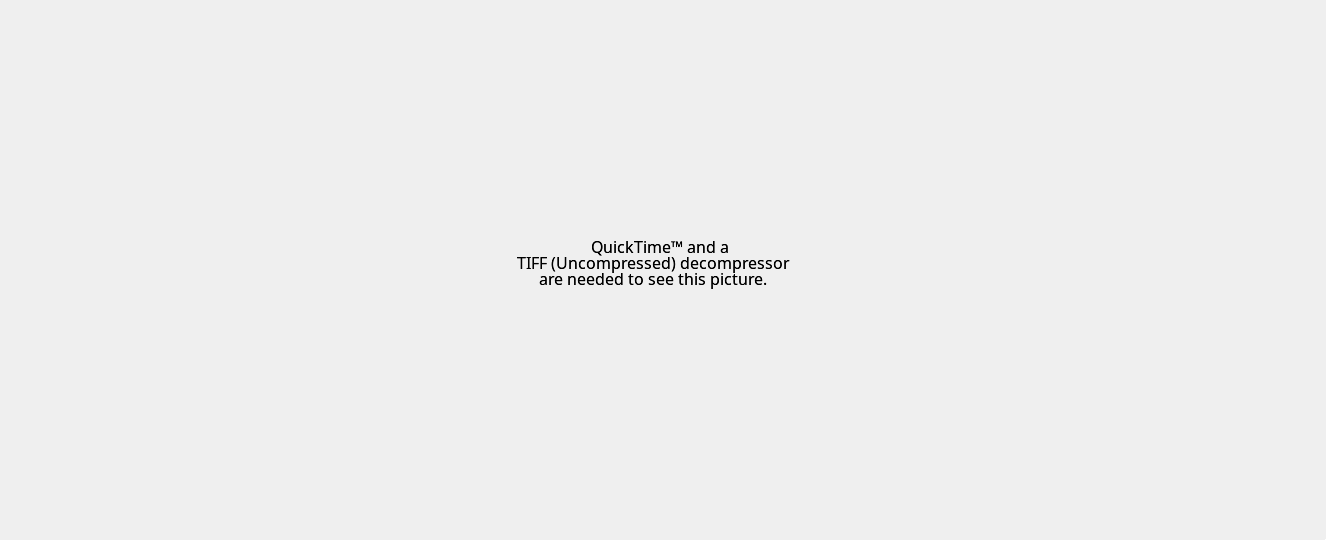 QuickTime™ and a
TIFF (Uncompressed) decompressor
are needed to see this picture.